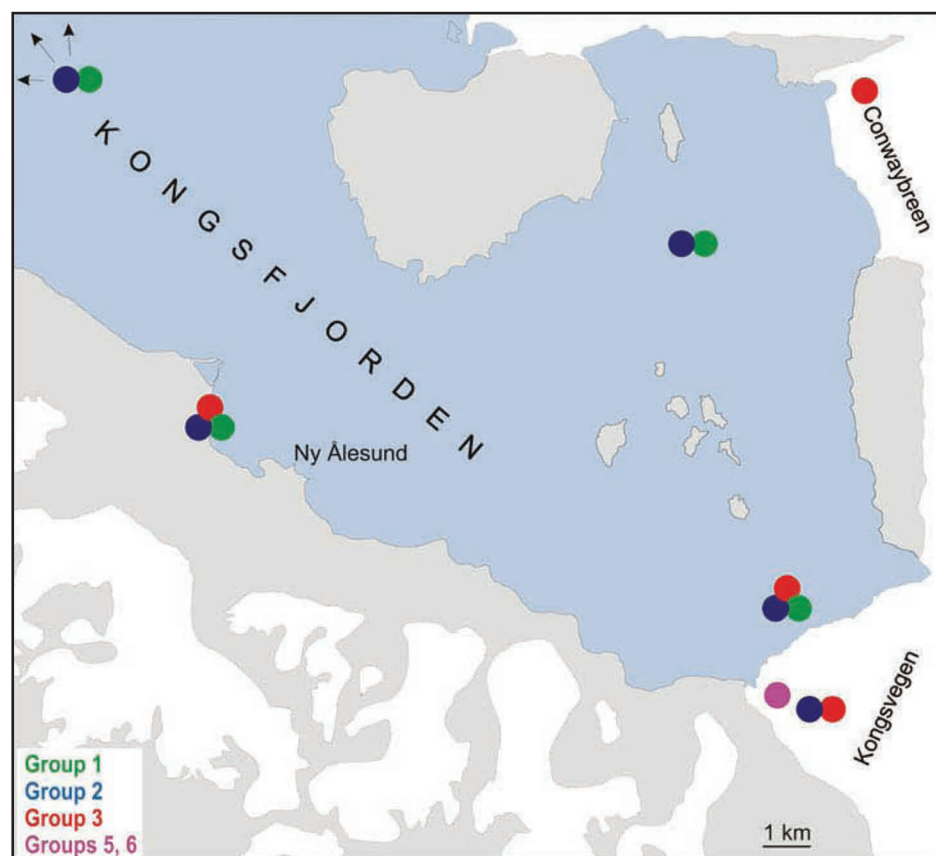 Conwaybreen
KONGSFJORDEN
Ny Ålesund
Kongsvegen
Group 1
Group 2
Group 3
Groups 5, 6
1 km